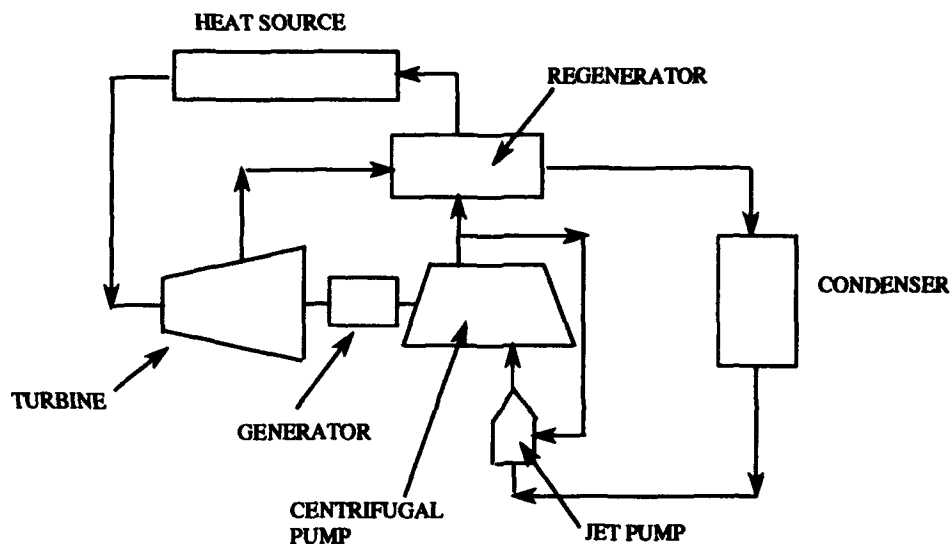 HEAT SOURCE
REGENERATOR
CONDENSER
TURBINE
GENERATOR
CENTRIFUGAL
PUMP
JET PUMP